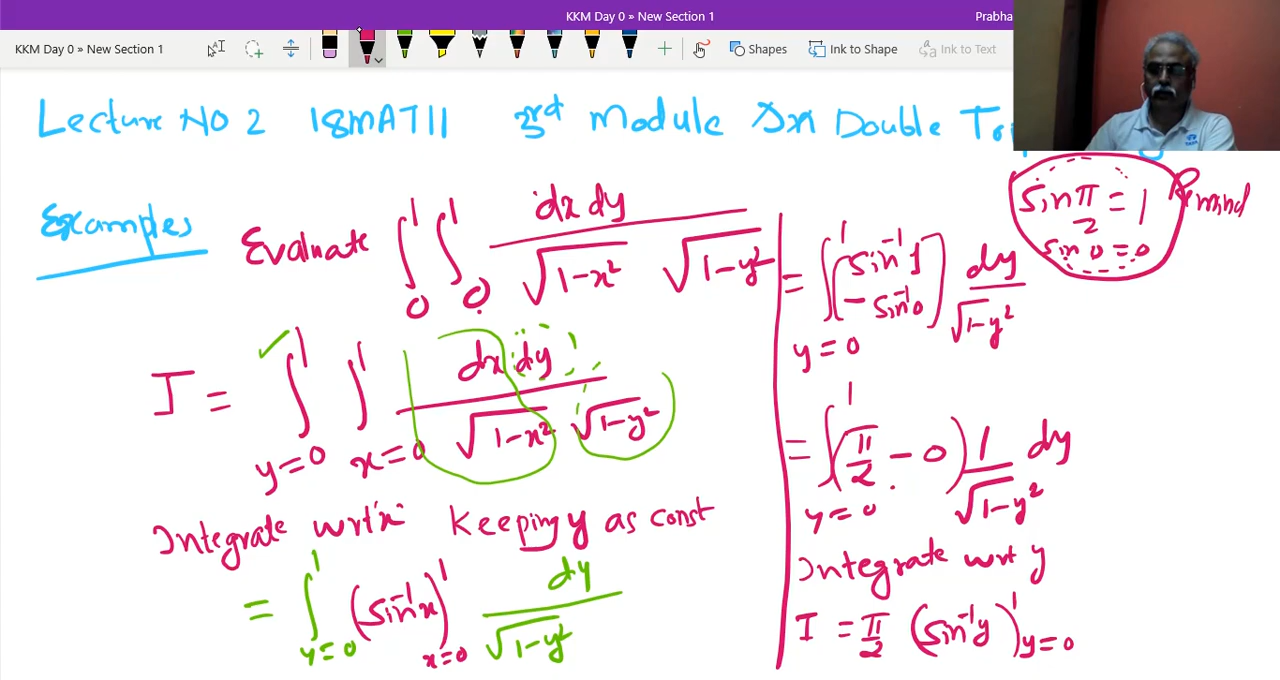 KKM Day 0 » New Section 1
Prabha
KKM Day 0 » New Section 1
Shapes
Ink to Shape
Ink to Text
Lecture NO 2 18MAT11 3rd Module Double
Examples
Evaluate ∫₀¹ ∫₀¹ dx dy / √(1-x²) √(1-y²)
I = ∫_{y=0}^{1} ∫_{x=0}^{1} dx dy / √(1-x²) √(1-y²)
Integrate wrt 'x' keeping y as const
= ∫_{y=0}^{1} (sin⁻¹x)_{x=0}^{1} dy / √(1-y²)
sin π/2 = 1
sin 0 = 0
Remind
= ∫_{y=0}^{1} (sin⁻¹1 - sin⁻¹0) dy / √(1-y²)
= ∫_{y=0}^{1} (π/2 - 0) 1/√(1-y²) dy
Integrate wrt y
I = π/2 (sin⁻¹y)_{y=0}^{1}